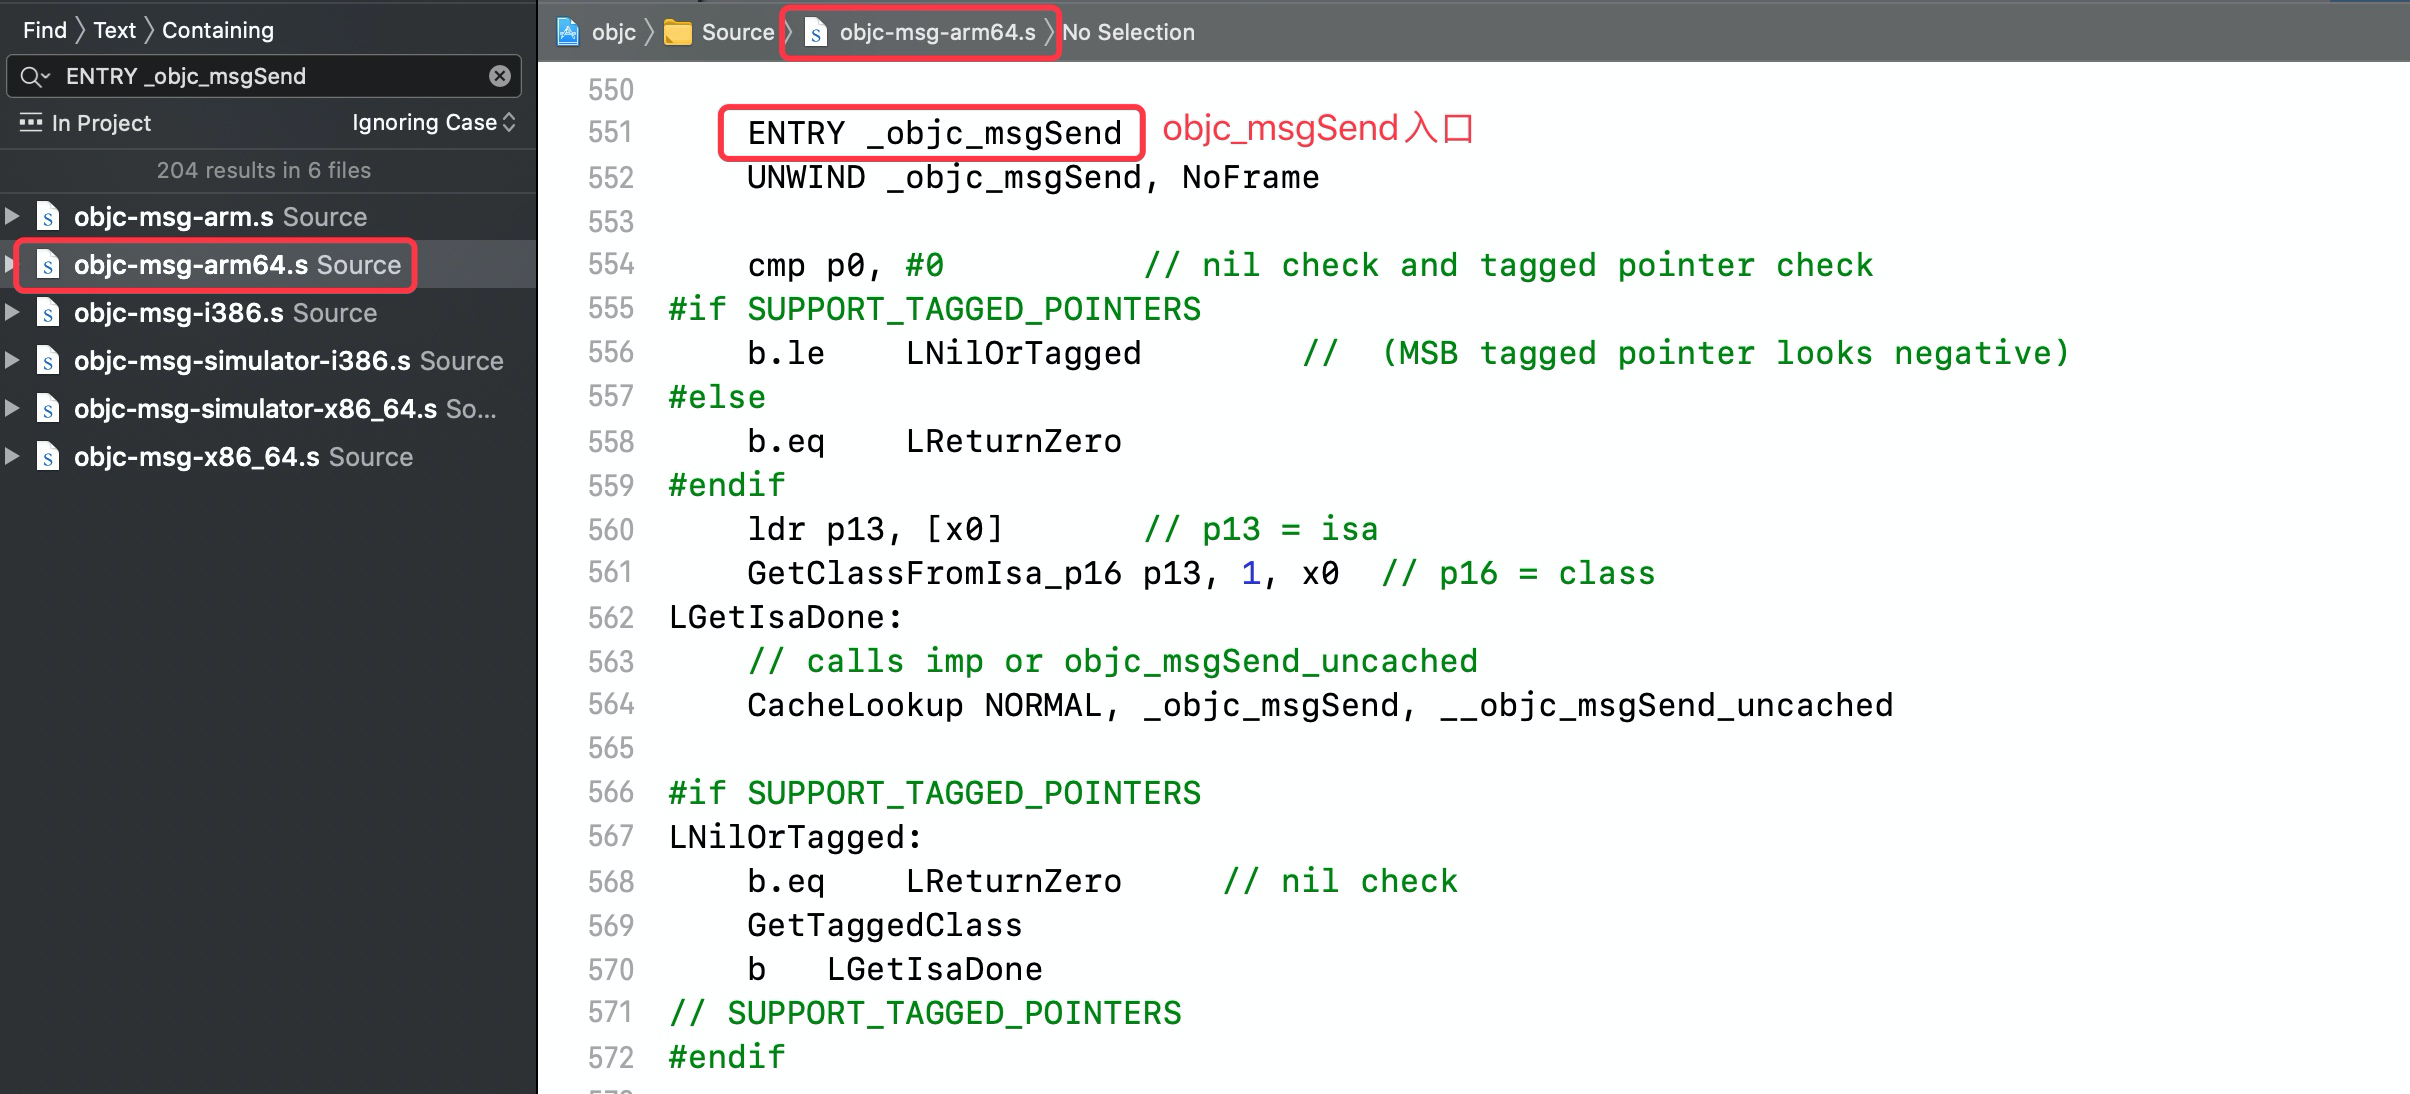 Find 〉Text 〉Containing
ENTRY _objc_msgSend
In Project Ignoring Case
204 results in 6 files
objc-msg-arm.s Source
objc-msg-arm64.s Source
objc-msg-i386.s Source
objc-msg-simulator-i386.s Source
objc-msg-simulator-x86_64.s So...
objc-msg-x86_64.s Source
objc 〉Source 〉objc-msg-arm64.s 〉No Selection
550
551 ENTRY _objc_msgSend objc_msgSend入口
552 UNWIND _objc_msgSend, NoFrame
553
554 cmp p0, #0 // nil check and tagged pointer check
555 #if SUPPORT_TAGGED_POINTERS
556 b.le LNilOrTagged // (MSB tagged pointer looks negative)
557 #else
558 b.eq LReturnZero
559 #endif
560 ldr p13, [x0] // p13 = isa
561 GetClassFromIsa_p16 p13, 1, x0 // p16 = class
562 LGetIsaDone:
563 // calls imp or objc_msgSend_uncached
564 CacheLookup NORMAL, _objc_msgSend, __objc_msgSend_uncached
565
566 #if SUPPORT_TAGGED_POINTERS
567 LNilOrTagged:
568 b.eq LReturnZero // nil check
569 GetTaggedClass
570 b LGetIsaDone
571 // SUPPORT_TAGGED_POINTERS
572 #endif